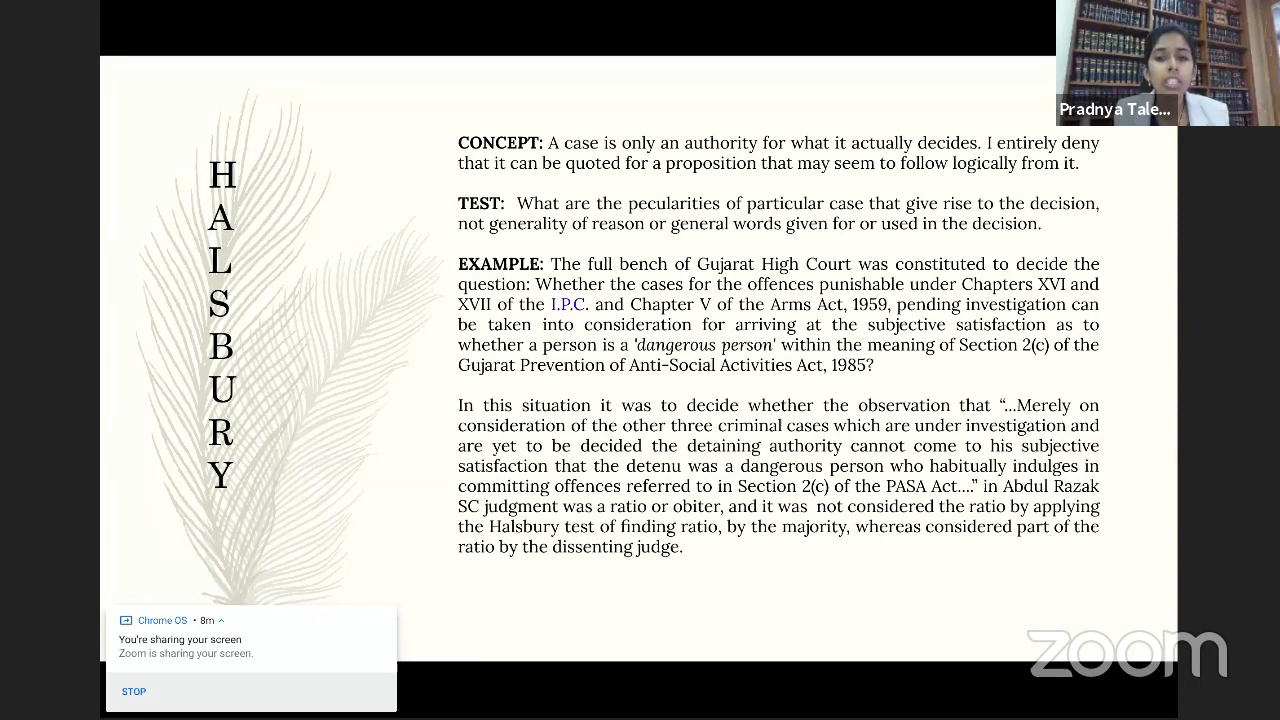 Pradnya Tale...
H
A
L
S
B
U
R
Y
CONCEPT: A case is only an authority for what it actually decides. I entirely deny
that it can be quoted for a proposition that may seem to follow logically from it.
TEST: What are the pecularities of particular case that give rise to the decision,
not generality of reason or general words given for or used in the decision.
EXAMPLE: The full bench of Gujarat High Court was constituted to decide the
question: Whether the cases for the offences punishable under Chapters XVI and
XVII of the I.P.C. and Chapter V of the Arms Act, 1959, pending investigation can
be taken into consideration for arriving at the subjective satisfaction as to
whether a person is a 'dangerous person' within the meaning of Section 2(c) of the
Gujarat Prevention of Anti-Social Activities Act, 1985?
In this situation it was to decide whether the observation that “...Merely on
consideration of the other three criminal cases which are under investigation and
are yet to be decided the detaining authority cannot come to his subjective
satisfaction that the detenu was a dangerous person who habitually indulges in
committing offences referred to in Section 2(c) of the PASA Act....” in Abdul Razak
SC judgment was a ratio or obiter, and it was not considered the ratio by applying
the Halsbury test of finding ratio, by the majority, whereas considered part of the
ratio by the dissenting judge.
Chrome OS • 8m
You're sharing your screen
Zoom is sharing your screen.
STOP
zoom